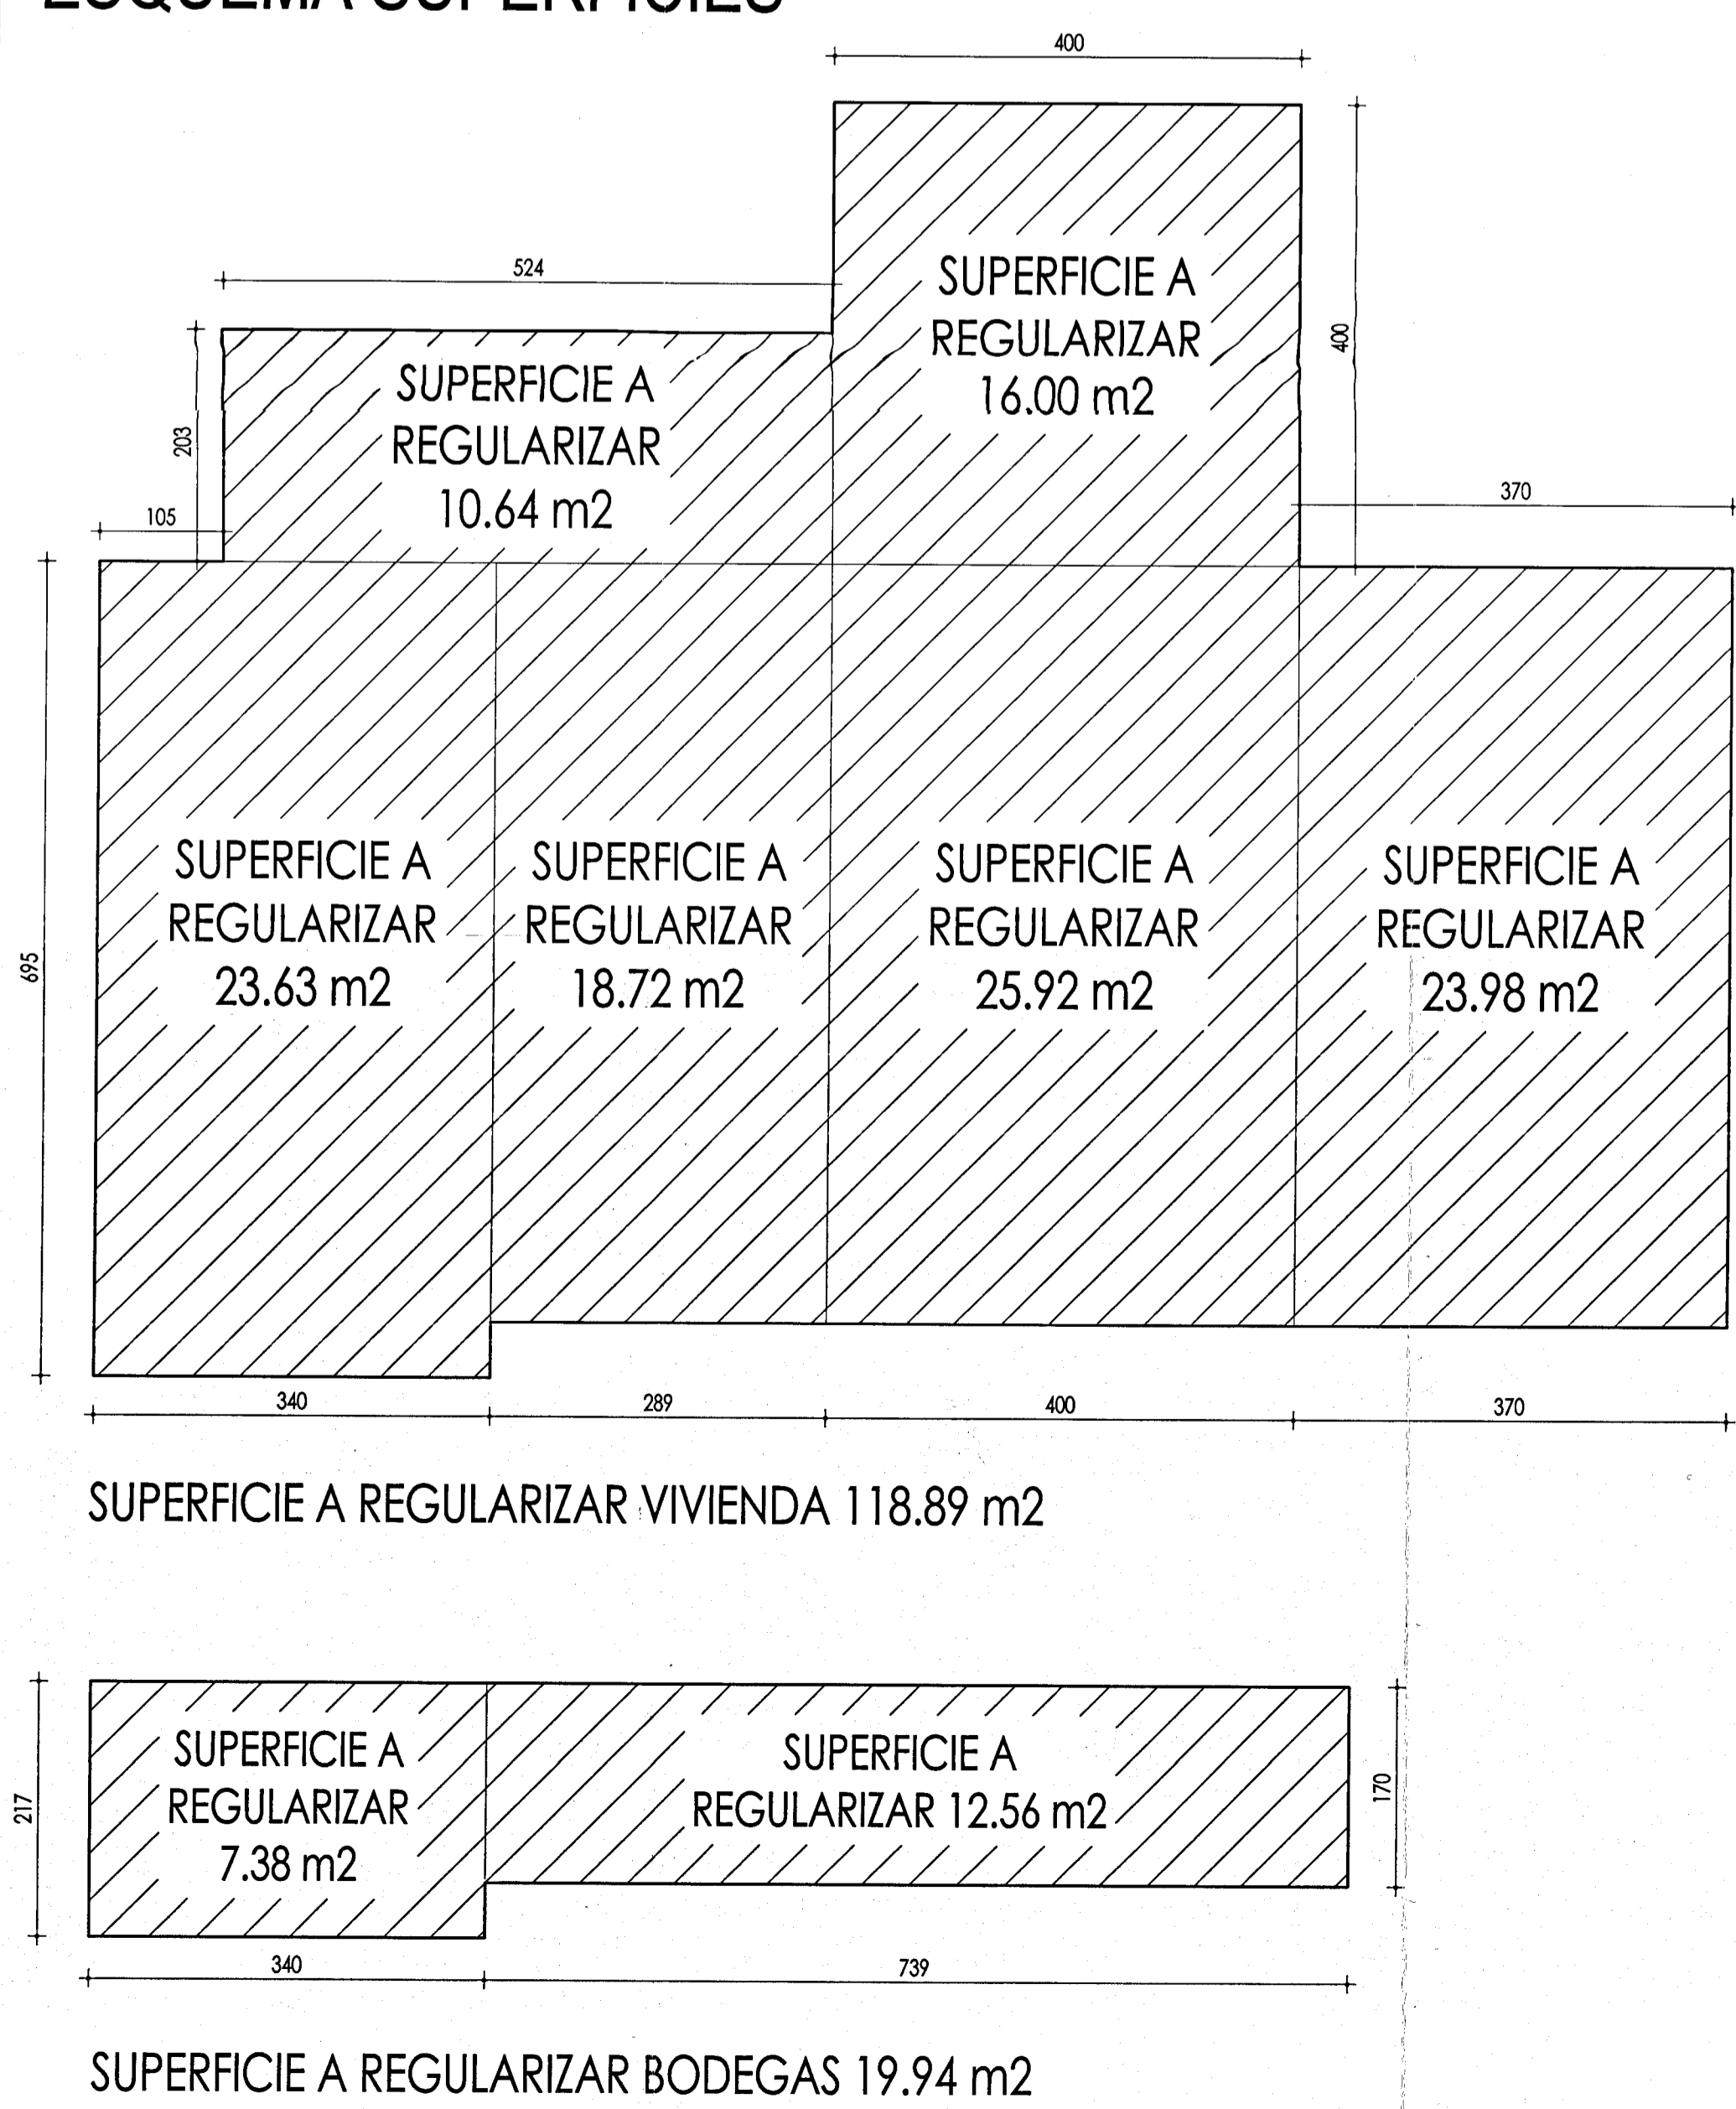 ESQUEMA SUPERFICIES
400
524
SUPERFICIE A
REGULARIZAR
16.00 m2
400
203
SUPERFICIE A
REGULARIZAR
10.64 m2
105
370
695
SUPERFICIE A
REGULARIZAR
23.63 m2
SUPERFICIE A
REGULARIZAR
18.72 m2
SUPERFICIE A
REGULARIZAR
25.92 m2
SUPERFICIE A
REGULARIZAR
23.98 m2
340
289
400
370
SUPERFICIE A REGULARIZAR VIVIENDA 118.89 m2
217
SUPERFICIE A
REGULARIZAR
7.38 m2
SUPERFICIE A
REGULARIZAR 12.56 m2
170
340
739
SUPERFICIE A REGULARIZAR BODEGAS 19.94 m2